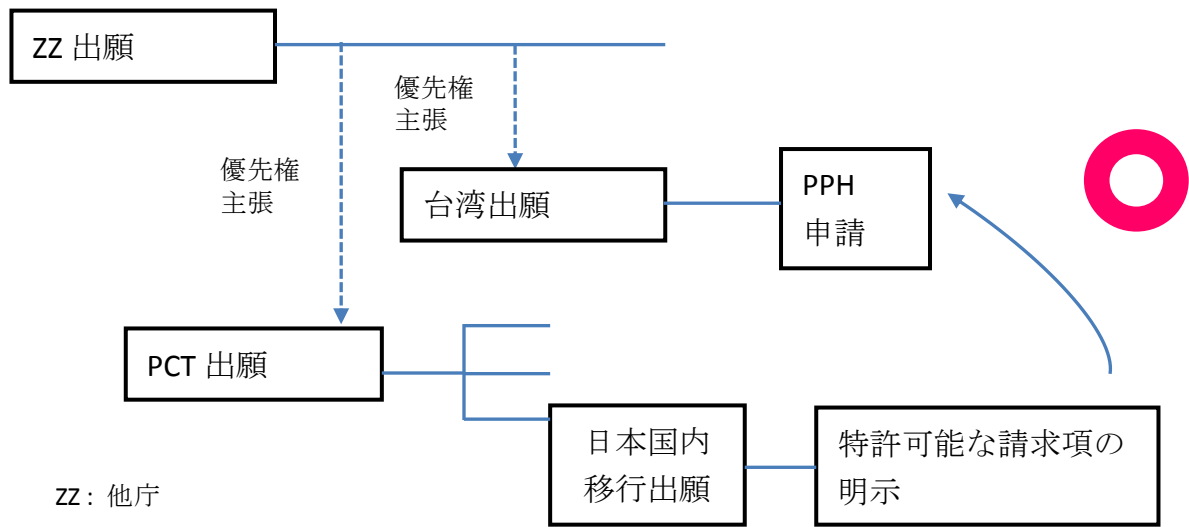 ZZ 出願
優先権
主張
優先権
主張
台湾出願
PPH
申請
PCT 出願
日本国内
移行出願
特許可能な請求項の
明示
ZZ : 他庁